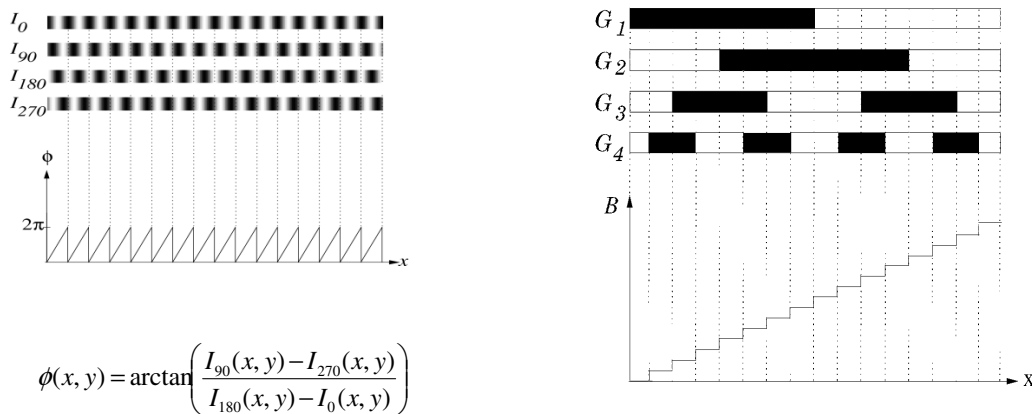 I0
I90
I180
I270
ϕ
2π
x
ϕ(x, y) = arctan( (I90(x, y) − I270(x, y)) / (I180(x, y) − I0(x, y)) )
G1
G2
G3
G4
B
X